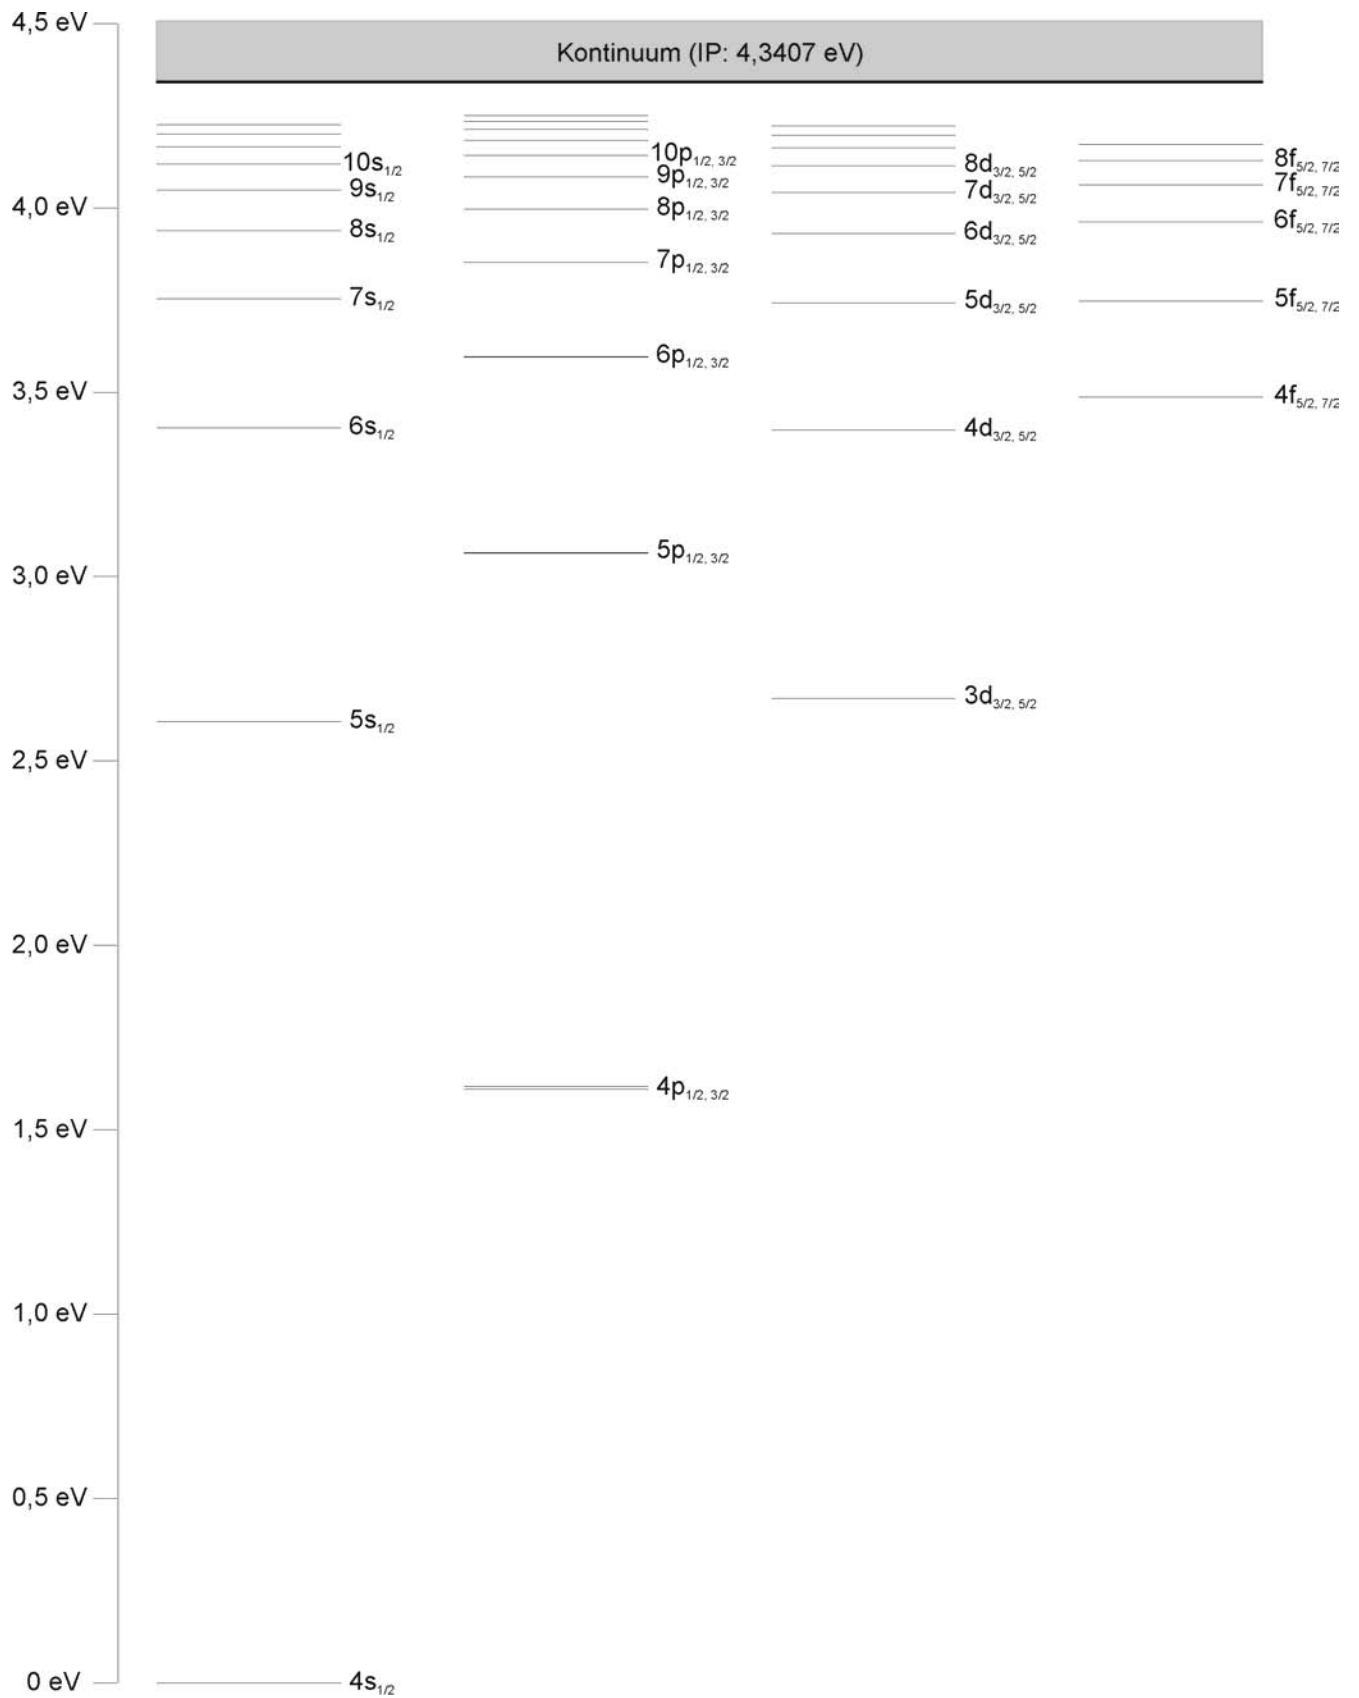 4,5 eV
Kontinuum (IP: 4,3407 eV)
10s1/2
10p1/2, 3/2
8d3/2, 5/2
8f5/2, 7/2
9s1/2
9p1/2, 3/2
7d3/2, 5/2
7f5/2, 7/2
4,0 eV
8s1/2
8p1/2, 3/2
6d3/2, 5/2
6f5/2, 7/2
7p1/2, 3/2
7s1/2
5d3/2, 5/2
5f5/2, 7/2
6p1/2, 3/2
3,5 eV
4f5/2, 7/2
6s1/2
4d3/2, 5/2
5p1/2, 3/2
3,0 eV
3d3/2, 5/2
5s1/2
2,5 eV
2,0 eV
4p1/2, 3/2
1,5 eV
1,0 eV
0,5 eV
0 eV
4s1/2